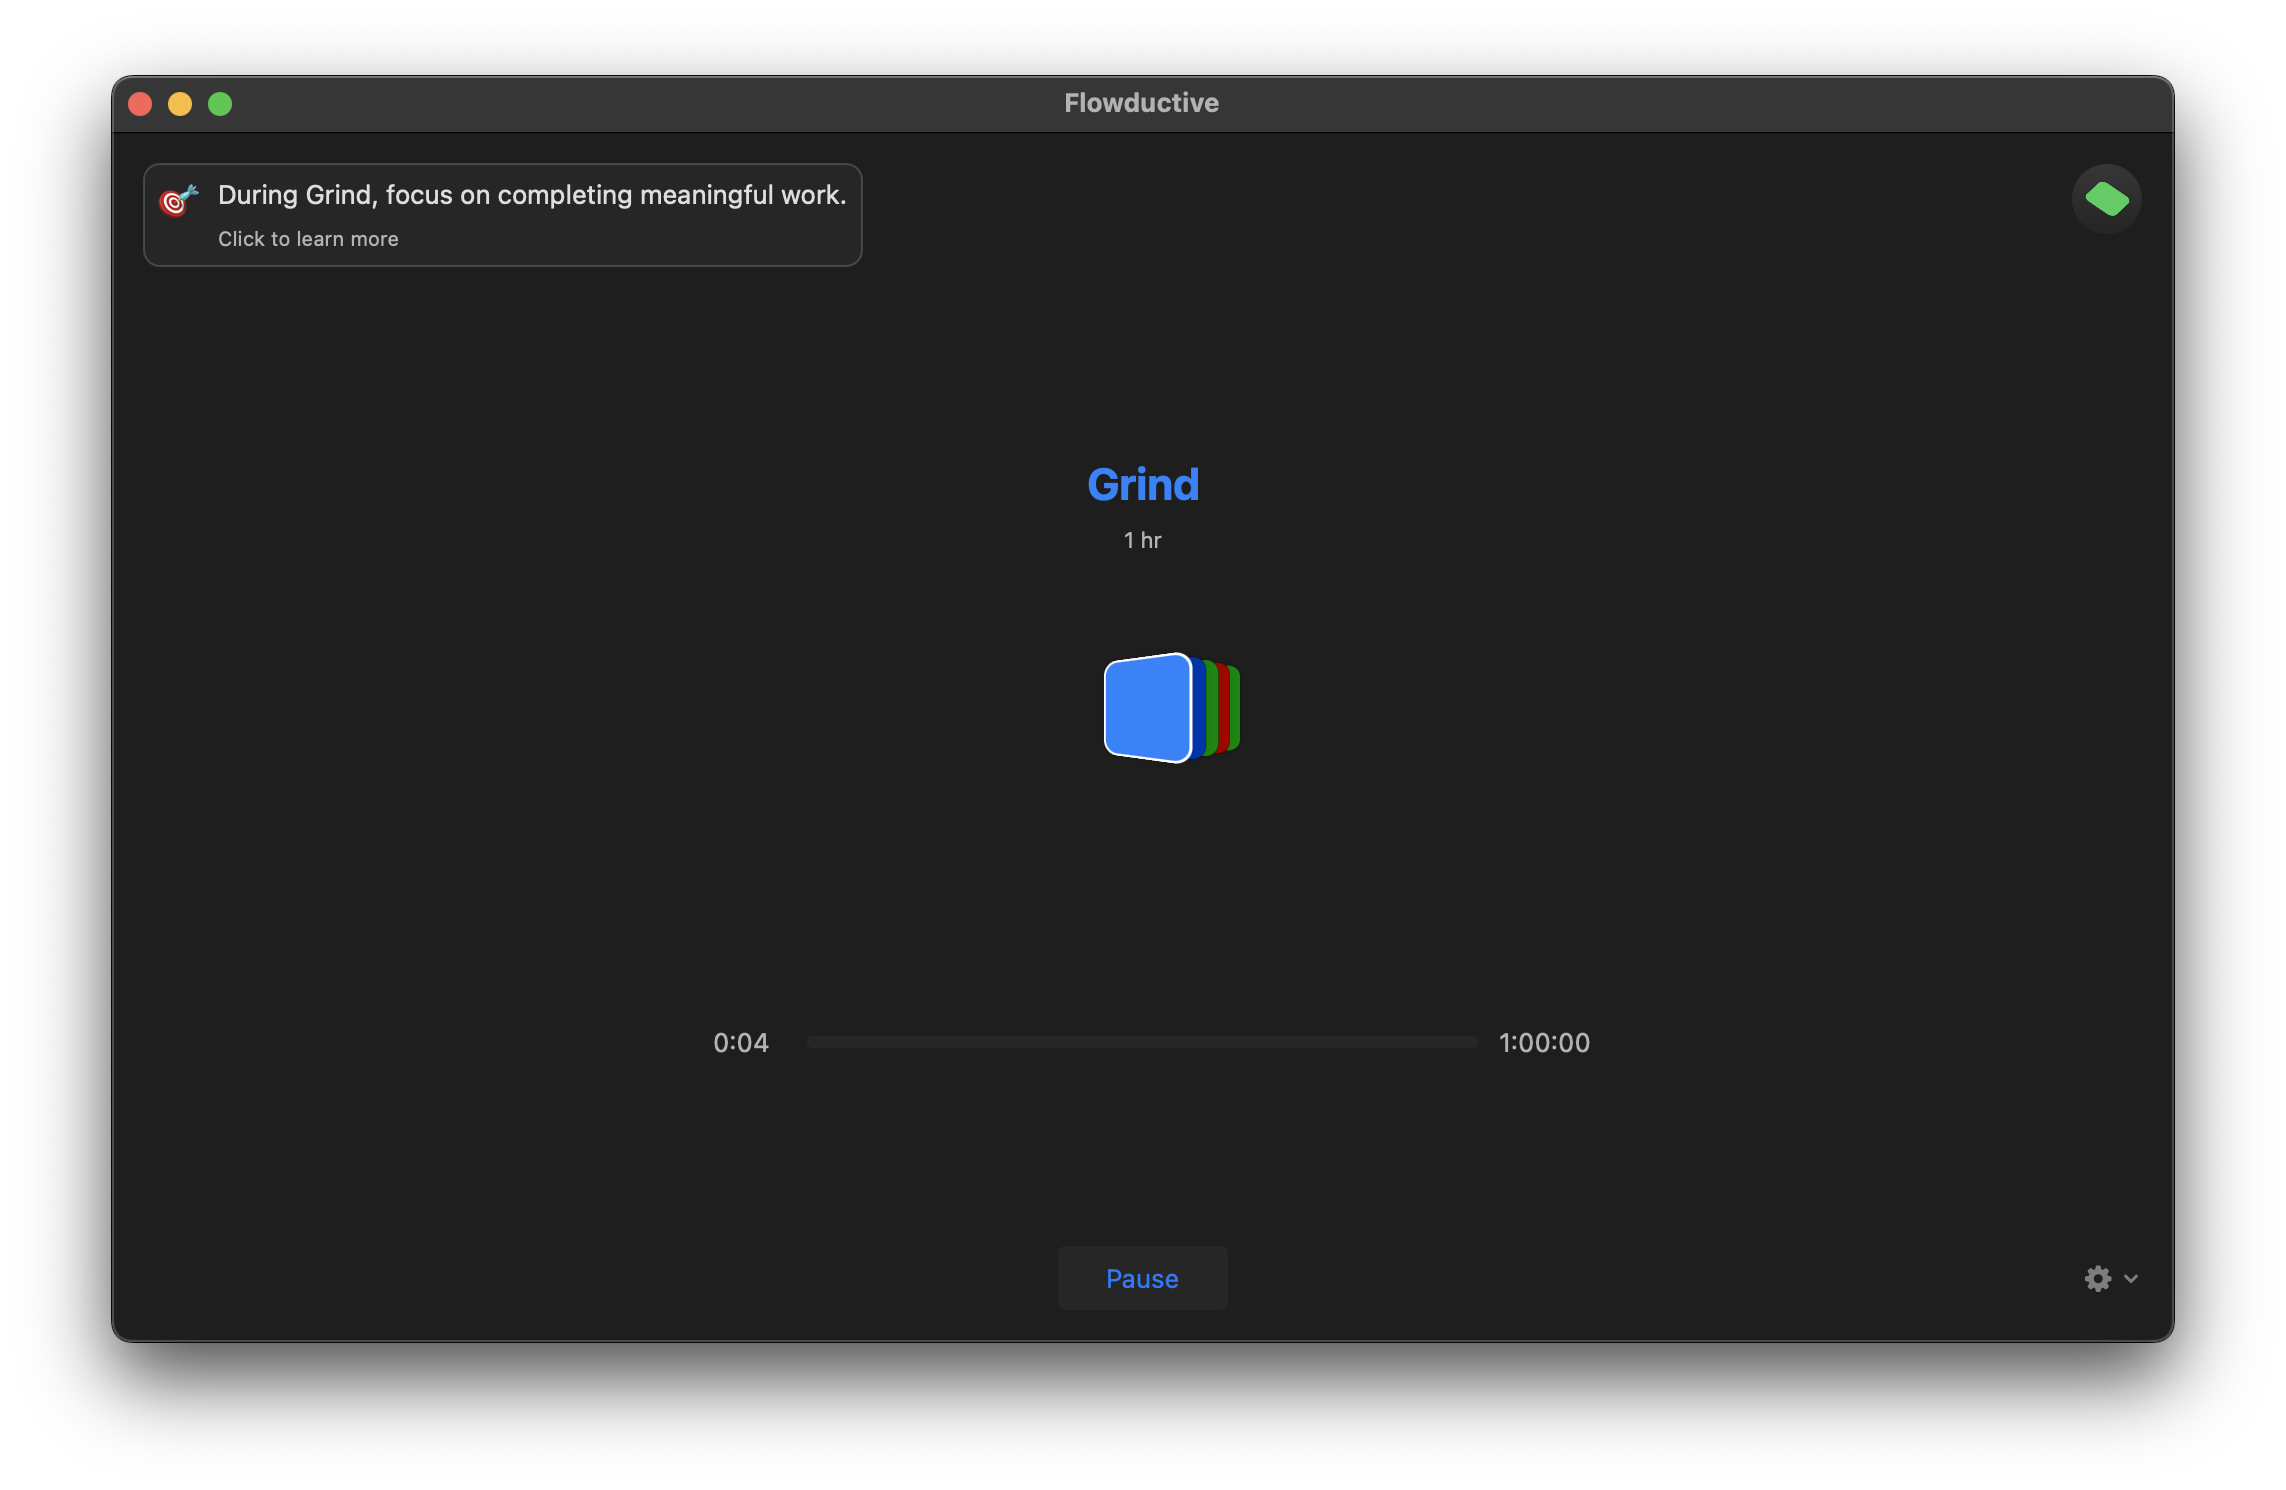 Flowductive
During Grind, focus on completing meaningful work.
Click to learn more
Grind
1 hr
0:04
1:00:00
Pause